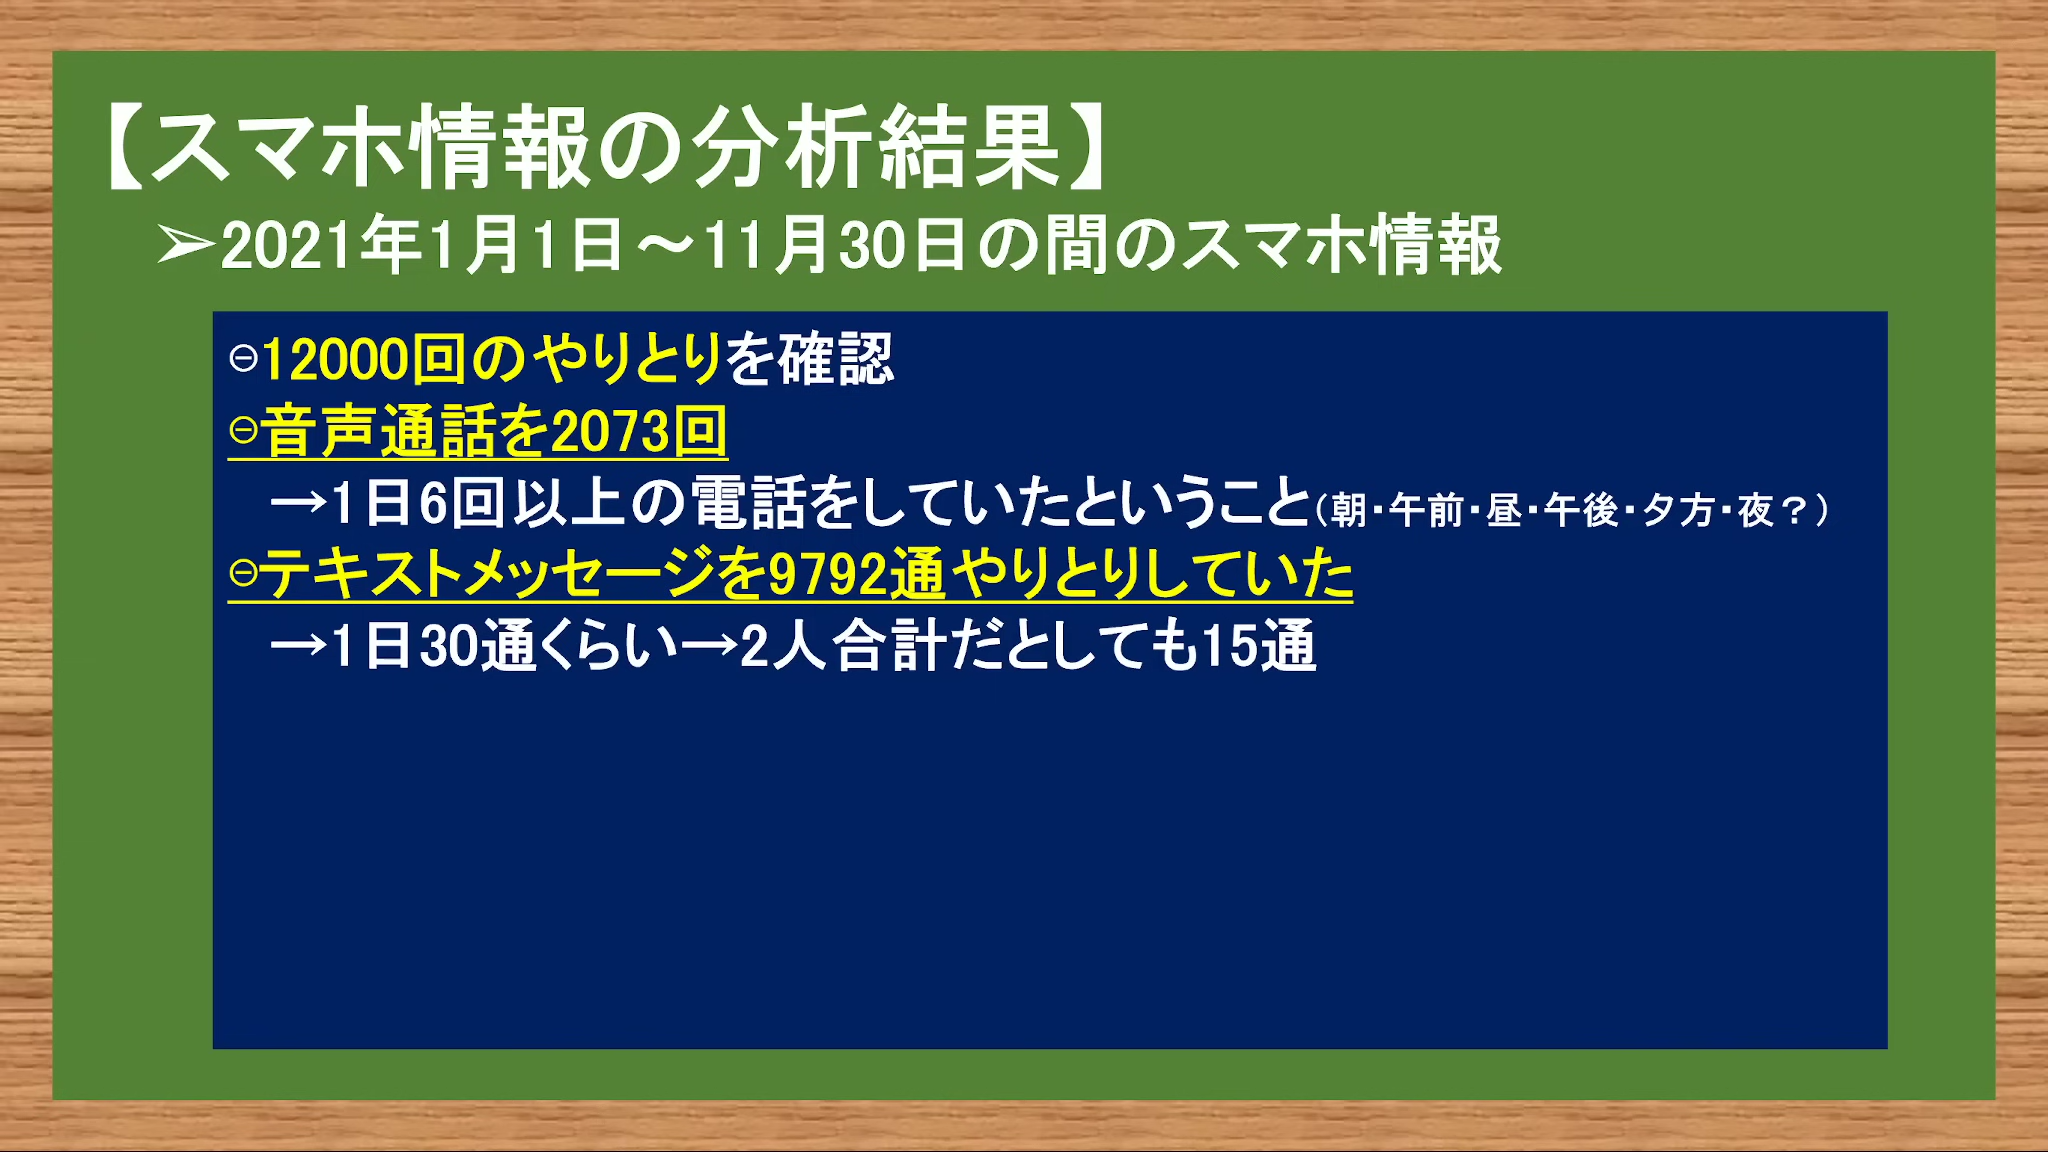 【スマホ情報の分析結果】
➢2021年1月1日～11月30日の間のスマホ情報
⊖12000回のやりとりを確認
⊖音声通話を2073回
→1日6回以上の電話をしていたということ（朝・午前・昼・午後・夕方・夜？）
⊖テキストメッセージを9792通やりとりしていた
→1日30通くらい→2人合計だとしても15通